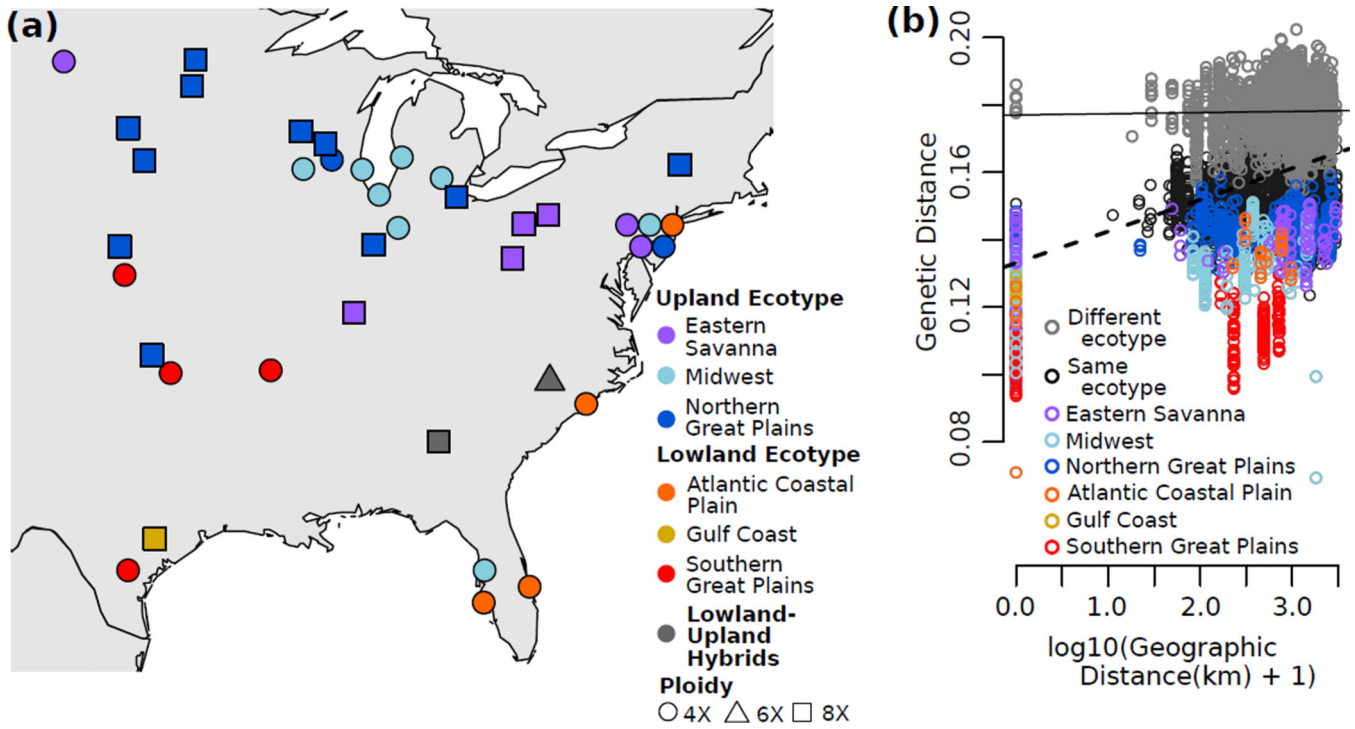 (a)
Upland Ecotype
Eastern
Savanna
Midwest
Northern
Great Plains
Lowland Ecotype
Atlantic Coastal
Plain
Gulf Coast
Southern
Great Plains
Lowland-
Upland
Hybrids
Ploidy
4X 6X 8X
(b)
Genetic Distance
0.20
0.16
0.12
0.08
Different
ecotype
Same
ecotype
Eastern Savanna
Midwest
Northern Great Plains
Atlantic Coastal Plain
Gulf Coast
Southern Great Plains
0.0 1.0 2.0 3.0
log10(Geographic
Distance(km) + 1)